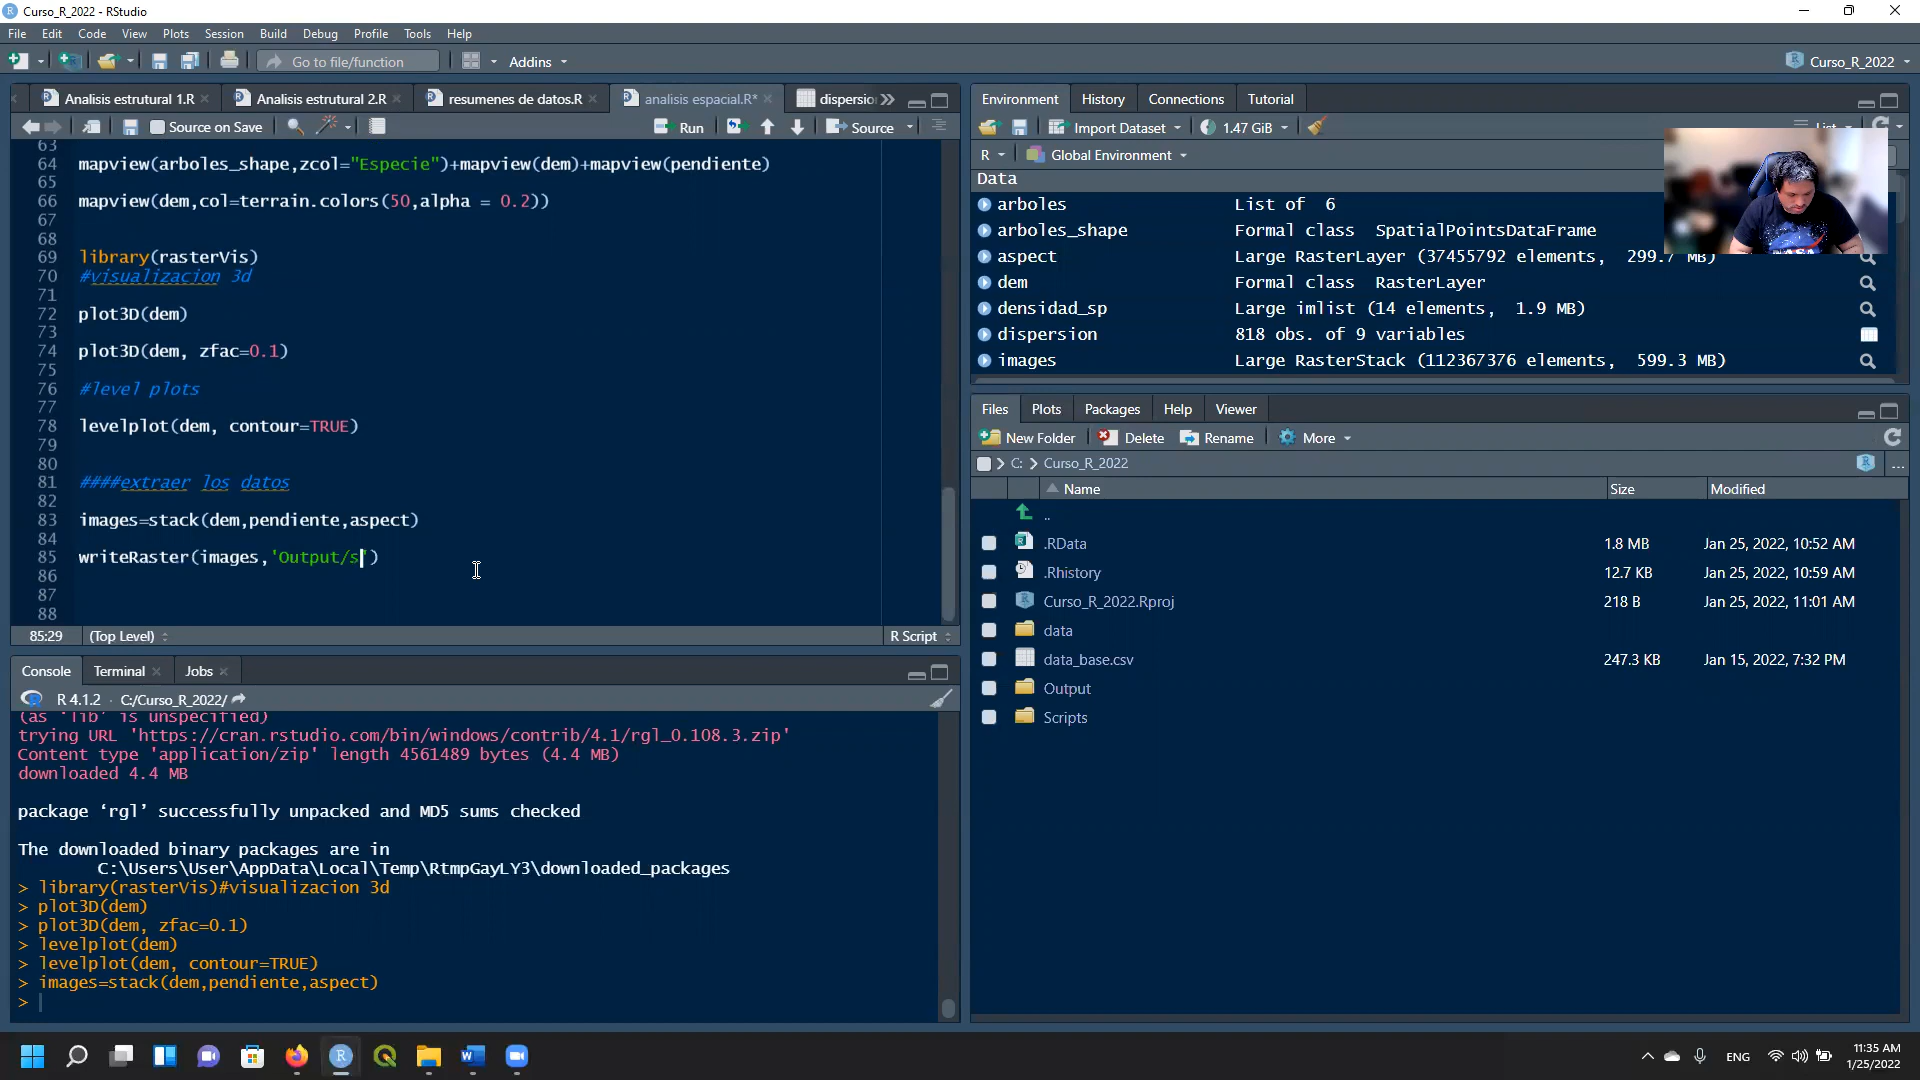 Curso_R_2022 - RStudio
File Edit Code View Plots Session Build Debug Profile Tools Help
Go to file/function Addins Curso_R_2022
Analisis estrutural 1.R Analisis estrutural 2.R resumenes de datos.R analisis espacial.R* dispersio
Source on Save Run Source
63
64 mapview(arboles_shape,zcol="Especie")+mapview(dem)+mapview(pendiente)
65
66 mapview(dem,col=terrain.colors(50,alpha = 0.2))
67
68
69 library(rasterVis)
70 #visualizacion 3d
71
72 plot3D(dem)
73
74 plot3D(dem, zfac=0.1)
75
76 #level plots
77
78 levelplot(dem, contour=TRUE)
79
80
81 ####extraer los datos
82
83 images=stack(dem,pendiente,aspect)
84
85 writeRaster(images,'Output/s')
86
87
88
85:29 (Top Level) R Script
Console Terminal Jobs
R 4.1.2 · C:/Curso_R_2022/
(as ‘lib’ is unspecified)
trying URL 'https://cran.rstudio.com/bin/windows/contrib/4.1/rgl_0.108.3.zip'
Content type 'application/zip' length 4561489 bytes (4.4 MB)
downloaded 4.4 MB
package ‘rgl’ successfully unpacked and MD5 sums checked
The downloaded binary packages are in
C:\Users\User\AppData\Local\Temp\RtmpGayLY3\downloaded_packages
> library(rasterVis)#visualizacion 3d
> plot3D(dem)
> plot3D(dem, zfac=0.1)
> levelplot(dem)
> levelplot(dem, contour=TRUE)
> images=stack(dem,pendiente,aspect)
>
Environment History Connections Tutorial
Import Dataset 1.47 GiB List
R Global Environment
Data
arboles List of 6
arboles_shape Formal class SpatialPointsDataFrame
aspect Large RasterLayer (37455792 elements, 299.7 MB)
dem Formal class RasterLayer
densidad_sp Large imlist (14 elements, 1.9 MB)
dispersion 818 obs. of 9 variables
images Large RasterStack (112367376 elements, 599.3 MB)
Files Plots Packages Help Viewer
New Folder Delete Rename More
C: Curso_R_2022 ...
Name Size Modified
..
.RData 1.8 MB Jan 25, 2022, 10:52 AM
.Rhistory 12.7 KB Jan 25, 2022, 10:59 AM
Curso_R_2022.Rproj 218 B Jan 25, 2022, 11:01 AM
data
data_base.csv 247.3 KB Jan 15, 2022, 7:32 PM
Output
Scripts
ENG 11:35 AM
1/25/2022